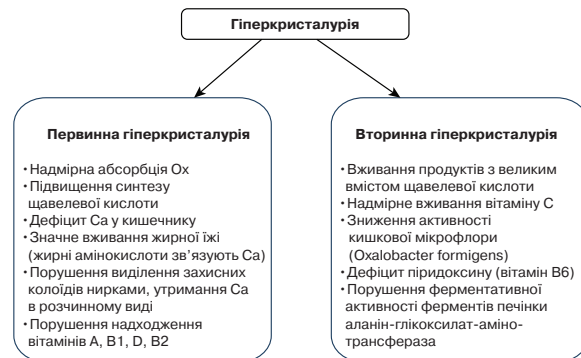 Гіперкристалурія
Первинна гіперкристалурія
•Надмірна абсорбція Ох
•Підвищення синтезу
щавелевої кислоти
•Дефіцит Са у кишечнику
•Значне вживання жирної їжі
(жирні амінокислоти зв’язують Са)
•Порушення виділення захисних
колоїдів нирками, утримання Са
в розчинному виді
•Порушення надходження
вітамінів А, В1, D, В2
Вторинна гіперкристалурія
•Вживання продуктів з великим
вмістом щавелевої кислоти
•Надмірне вживання вітаміну С
•Зниження активності
кишкової мікрофлори
(Oxalobacter formigens)
•Дефіцит піридоксину (вітамін В6)
•Порушення ферментативної
активності ферментів печінки
аланін-глікоксилат-аміно-
трансфераза